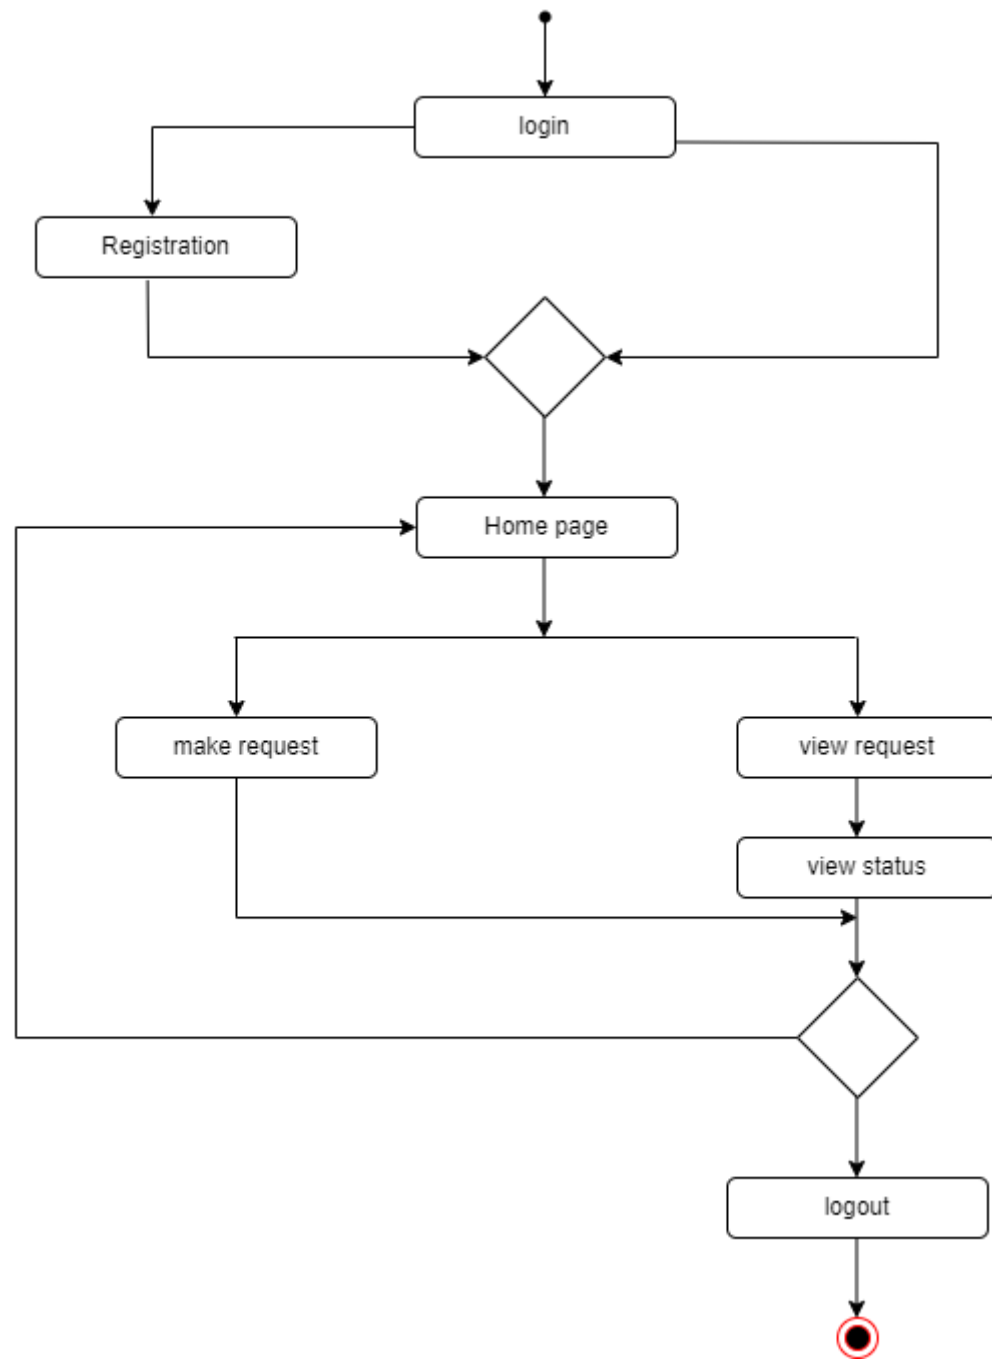 login
Registration
Home page
make request
view request
view status
logout